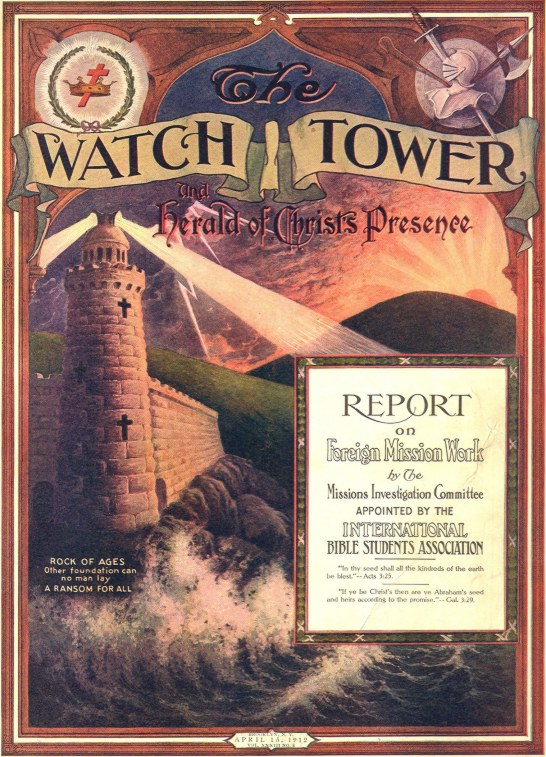 The
WATCH TOWER
And
Herald of Christ's Presence
REPORT
on
Foreign Mission Work
by The
Missions Investigation Committee
APPOINTED BY THE
INTERNATIONAL
BIBLE STUDENTS ASSOCIATION
"In thy seed shall all the kindreds of the earth
be blest."--Acts 3:25.
"If ye be Christ's then are ye Abraham's seed
and heirs according to the promise."--Gal. 3:29.
ROCK OF AGES
Other foundation can
no man lay
A RANSOM FOR ALL
BROOKLYN, N. Y.
APRIL 15, 1912